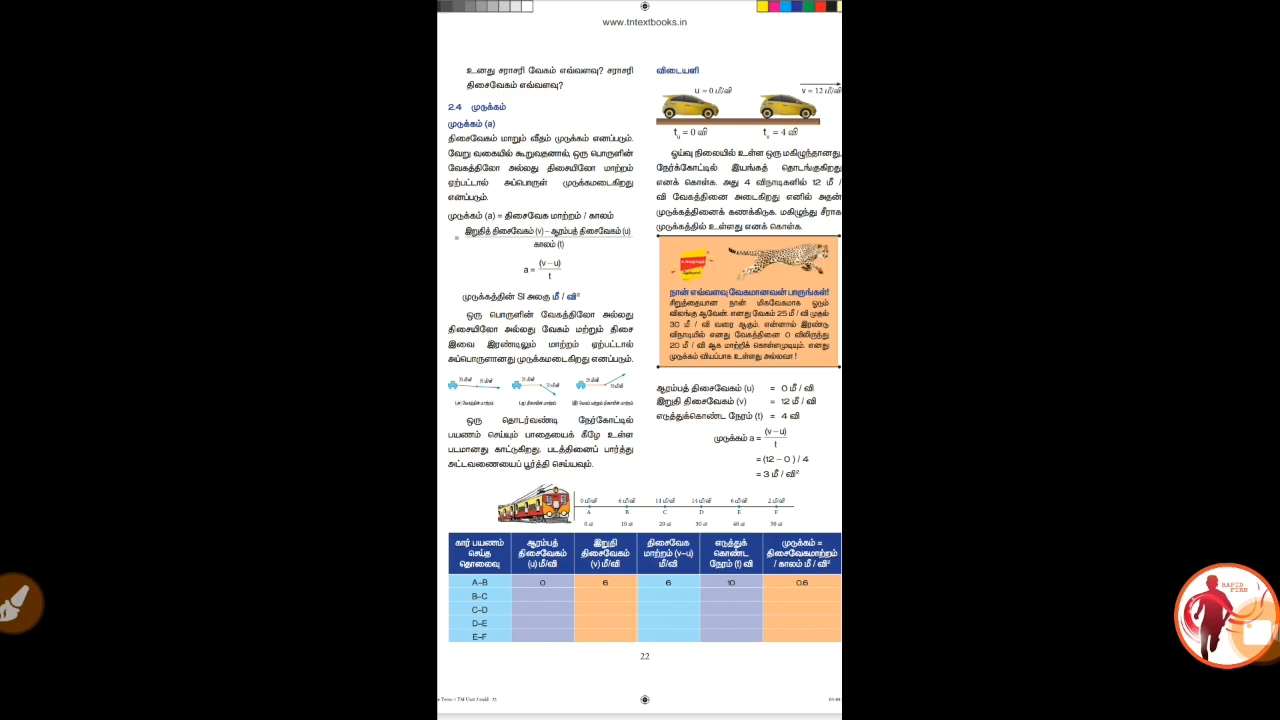 www.tntextbooks.in
உனது சராசரி வேகம் எவ்வளவு? சராசரி
திசைவேகம் எவ்வளவு?
2.4 முடுக்கம்
முடுக்கம் (a)
திசைவேகம் மாறும் வீதம் முடுக்கம் எனப்படும்.
வேறு வகையில் கூறுவதனால், ஒரு பொருளின்
வேகத்திலோ அல்லது திசையிலோ மாற்றம்
ஏற்பட்டால் அப்பொருள் முடுக்கமடைகிறது
எனப்படும்.
முடுக்கம் (a) = திசைவேக மாற்றம் / காலம்
= இறுதித் திசைவேகம் (v) – ஆரம்பத் திசைவேகம் (u)
காலம் (t)
a = (v – u)
t
முடுக்கத்தின் SI அலகு மீ / வி²
ஒரு பொருளின் வேகத்திலோ அல்லது
திசையிலோ அல்லது வேகம் மற்றும் திசை
இவை இரண்டிலும் மாற்றம் ஏற்பட்டால்
அப்பொருளானது முடுக்கமடைகிறது எனப்படும்.
ஒரு தொடர்வண்டி நேர்கோட்டில்
பயணம் செய்யும் பாதையைக் கீழே உள்ள
படமானது காட்டுகிறது. படத்தினைப் பார்த்து
அட்டவணையைப் பூர்த்தி செய்யவும்.
விடையளி
u = 0 மீ/வி v = 12 மீ/வி
t = 0 வி t = 4 வி
ஓய்வு நிலையில் உள்ள ஒரு மகிழுந்தானது,
நேர்க்கோட்டில் இயங்கத் தொடங்குகிறது
எனக் கொள்க. அது 4 விநாடிகளில் 12 மீ /
வி வேகத்தினை அடைகிறது எனில் அதன்
முடுக்கத்தினைக் கணக்கிடுக. மகிழுந்து சீராக
முடுக்கத்தில் உள்ளது எனக் கொள்க.
நான் எவ்வளவு வேகமானவன் பாருங்கள்!
சிறுத்தையான நான் மிகவேகமாக ஓடும்
விலங்கு ஆவேன். எனது வேகம் 25 மீ / வி முதல்
30 மீ / வி வரை ஆகும். என்னால் இரண்டு
விநாடியில் எனது வேகத்தினை 0 விலிருந்து
20 மீ / வி ஆக மாற்றிக் கொள்ளமுடியும். எனது
முடுக்கம் வியப்பாக உள்ளது அல்லவா !
ஆரம்பத் திசைவேகம் (u) = 0 மீ / வி
இறுதி திசைவேகம் (v) = 12 மீ / வி
எடுத்துக்கொண்ட நேரம் (t) = 4 வி
முடுக்கம் a = (v – u)
t
= (12 – 0 ) / 4
= 3 மீ / வி²
0 மீ/வி 6 மீ/வி 14 மீ/வி 14 மீ/வி 6 மீ/வி 2 மீ/வி
A B C D E F
0 வி 10 வி 20 வி 30 வி 40 வி 50 வி
கார் பயணம் செய்த தொலைவு ஆரம்பத் திசைவேகம் (u) மீ/வி இறுதி திசைவேகம் (v) மீ/வி திசைவேக மாற்றம் (v–u) மீ/வி எடுத்துக் கொண்ட நேரம் (t) வி முடுக்கம் = திசைவேகமாற்றம் / காலம் மீ / வி²
A–B 0 6 6 10 0.6
B–C
C–D
D–E
E–F
22
RAPID
FIRE